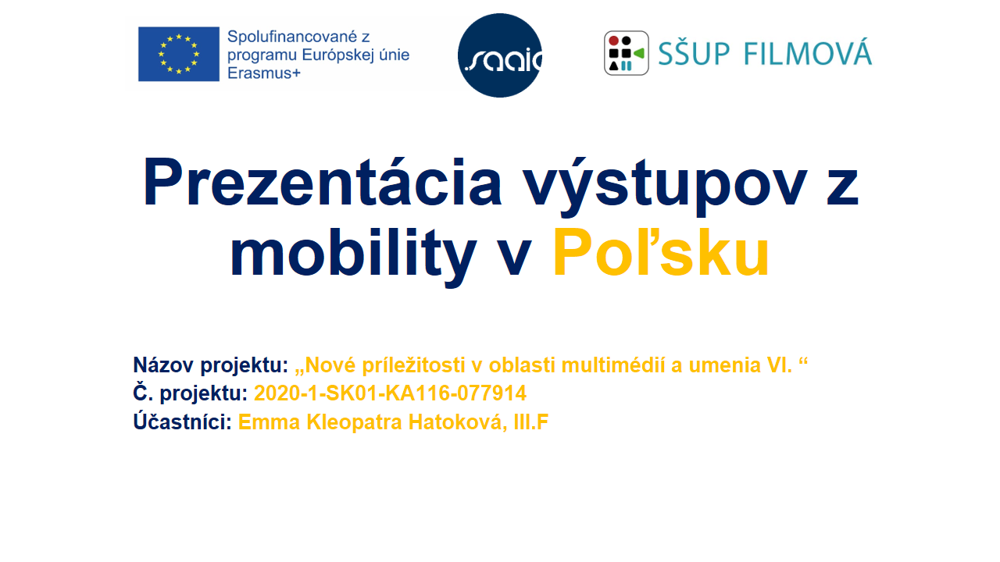 Spolufinancované z
programu Európskej únie
Erasmus+
.saaic
SŠUP FILMOVÁ
Prezentácia výstupov z
mobility v Poľsku
Názov projektu: „Nové príležitosti v oblasti multimédií a umenia VI. “
Č. projektu: 2020-1-SK01-KA116-077914
Účastníci: Emma Kleopatra Hatoková, III.F